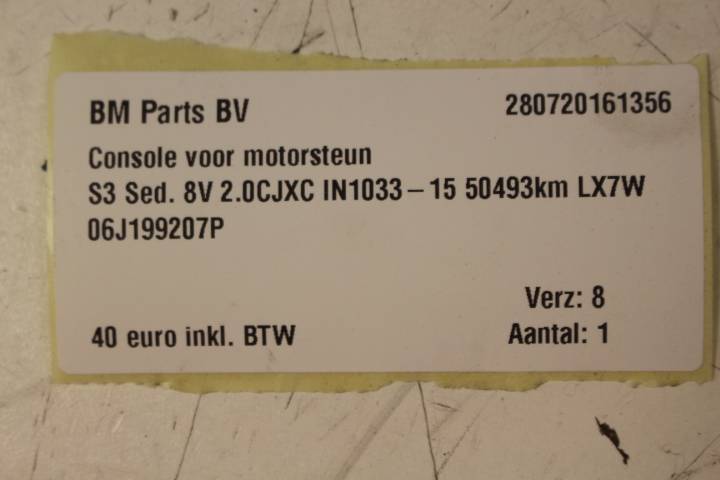 BM Parts BV 280720161356
Console voor motorsteun
S3 Sed. 8V 2.0CJXC IN1033-15 50493km LX7W
06J199207P
Verz: 8
40 euro inkl. BTW Aantal: 1